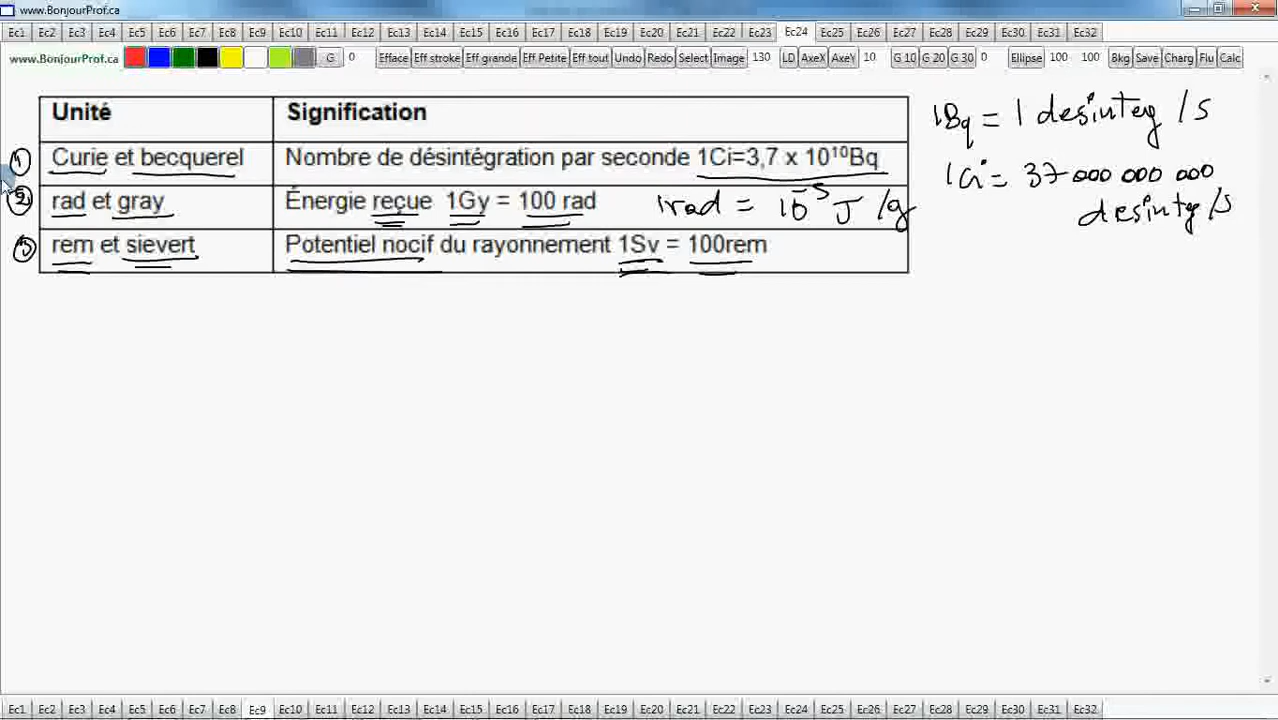 www.BonjourProf.ca
Ec1 Ec2 Ec3 Ec4 Ec5 Ec6 Ec7 Ec8 Ec9 Ec10 Ec11 Ec12 Ec13 Ec14 Ec15 Ec16 Ec17 Ec18 Ec19 Ec20 Ec21 Ec22 Ec23 Ec24 Ec25 Ec26 Ec27 Ec28 Ec29 Ec30 Ec31 Ec32
www.BonjourProf.ca G 0 Efface Eff stroke Eff grande Eff Petite Eff tout Undo Redo Select Image 130 LD AxeX AxeY 10 G 10 G 20 G 30 0 Ellipse 100 100 Bkg Save Charg Flu Calc
Unité Signification
① Curie et becquerel Nombre de désintégration par seconde 1Ci=3,7 x 10¹⁰Bq
② rad et gray Énergie reçue 1Gy = 100 rad 1rad = 10⁻⁵ J/g
③ rem et sievert Potentiel nocif du rayonnement 1Sv = 100rem
1Bq = 1 desinteg/s
1Ci = 37 000 000 000
desinteg/s
Ec1 Ec2 Ec3 Ec4 Ec5 Ec6 Ec7 Ec8 Ec9 Ec10 Ec11 Ec12 Ec13 Ec14 Ec15 Ec16 Ec17 Ec18 Ec19 Ec20 Ec21 Ec22 Ec23 Ec24 Ec25 Ec26 Ec27 Ec28 Ec29 Ec30 Ec31 Ec32